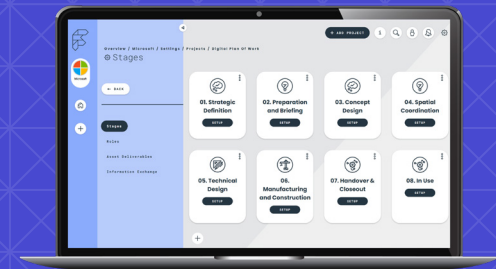 + ADD PROJECT
Overview / Microsoft / Settings / Projects / Digital Plan Of Work
Stages
Microsoft
← BACK
Stages
Roles
Asset Deliverables
Information Exchange
01. Strategic
Definition
SETUP
02. Preparation
and Briefing
SETUP
03. Concept
Design
SETUP
04. Spatial
Coordination
SETUP
05. Technical
Design
SETUP
06.
Manufacturing
and Construction
SETUP
07. Handover &
Closeout
SETUP
08. In Use
SETUP